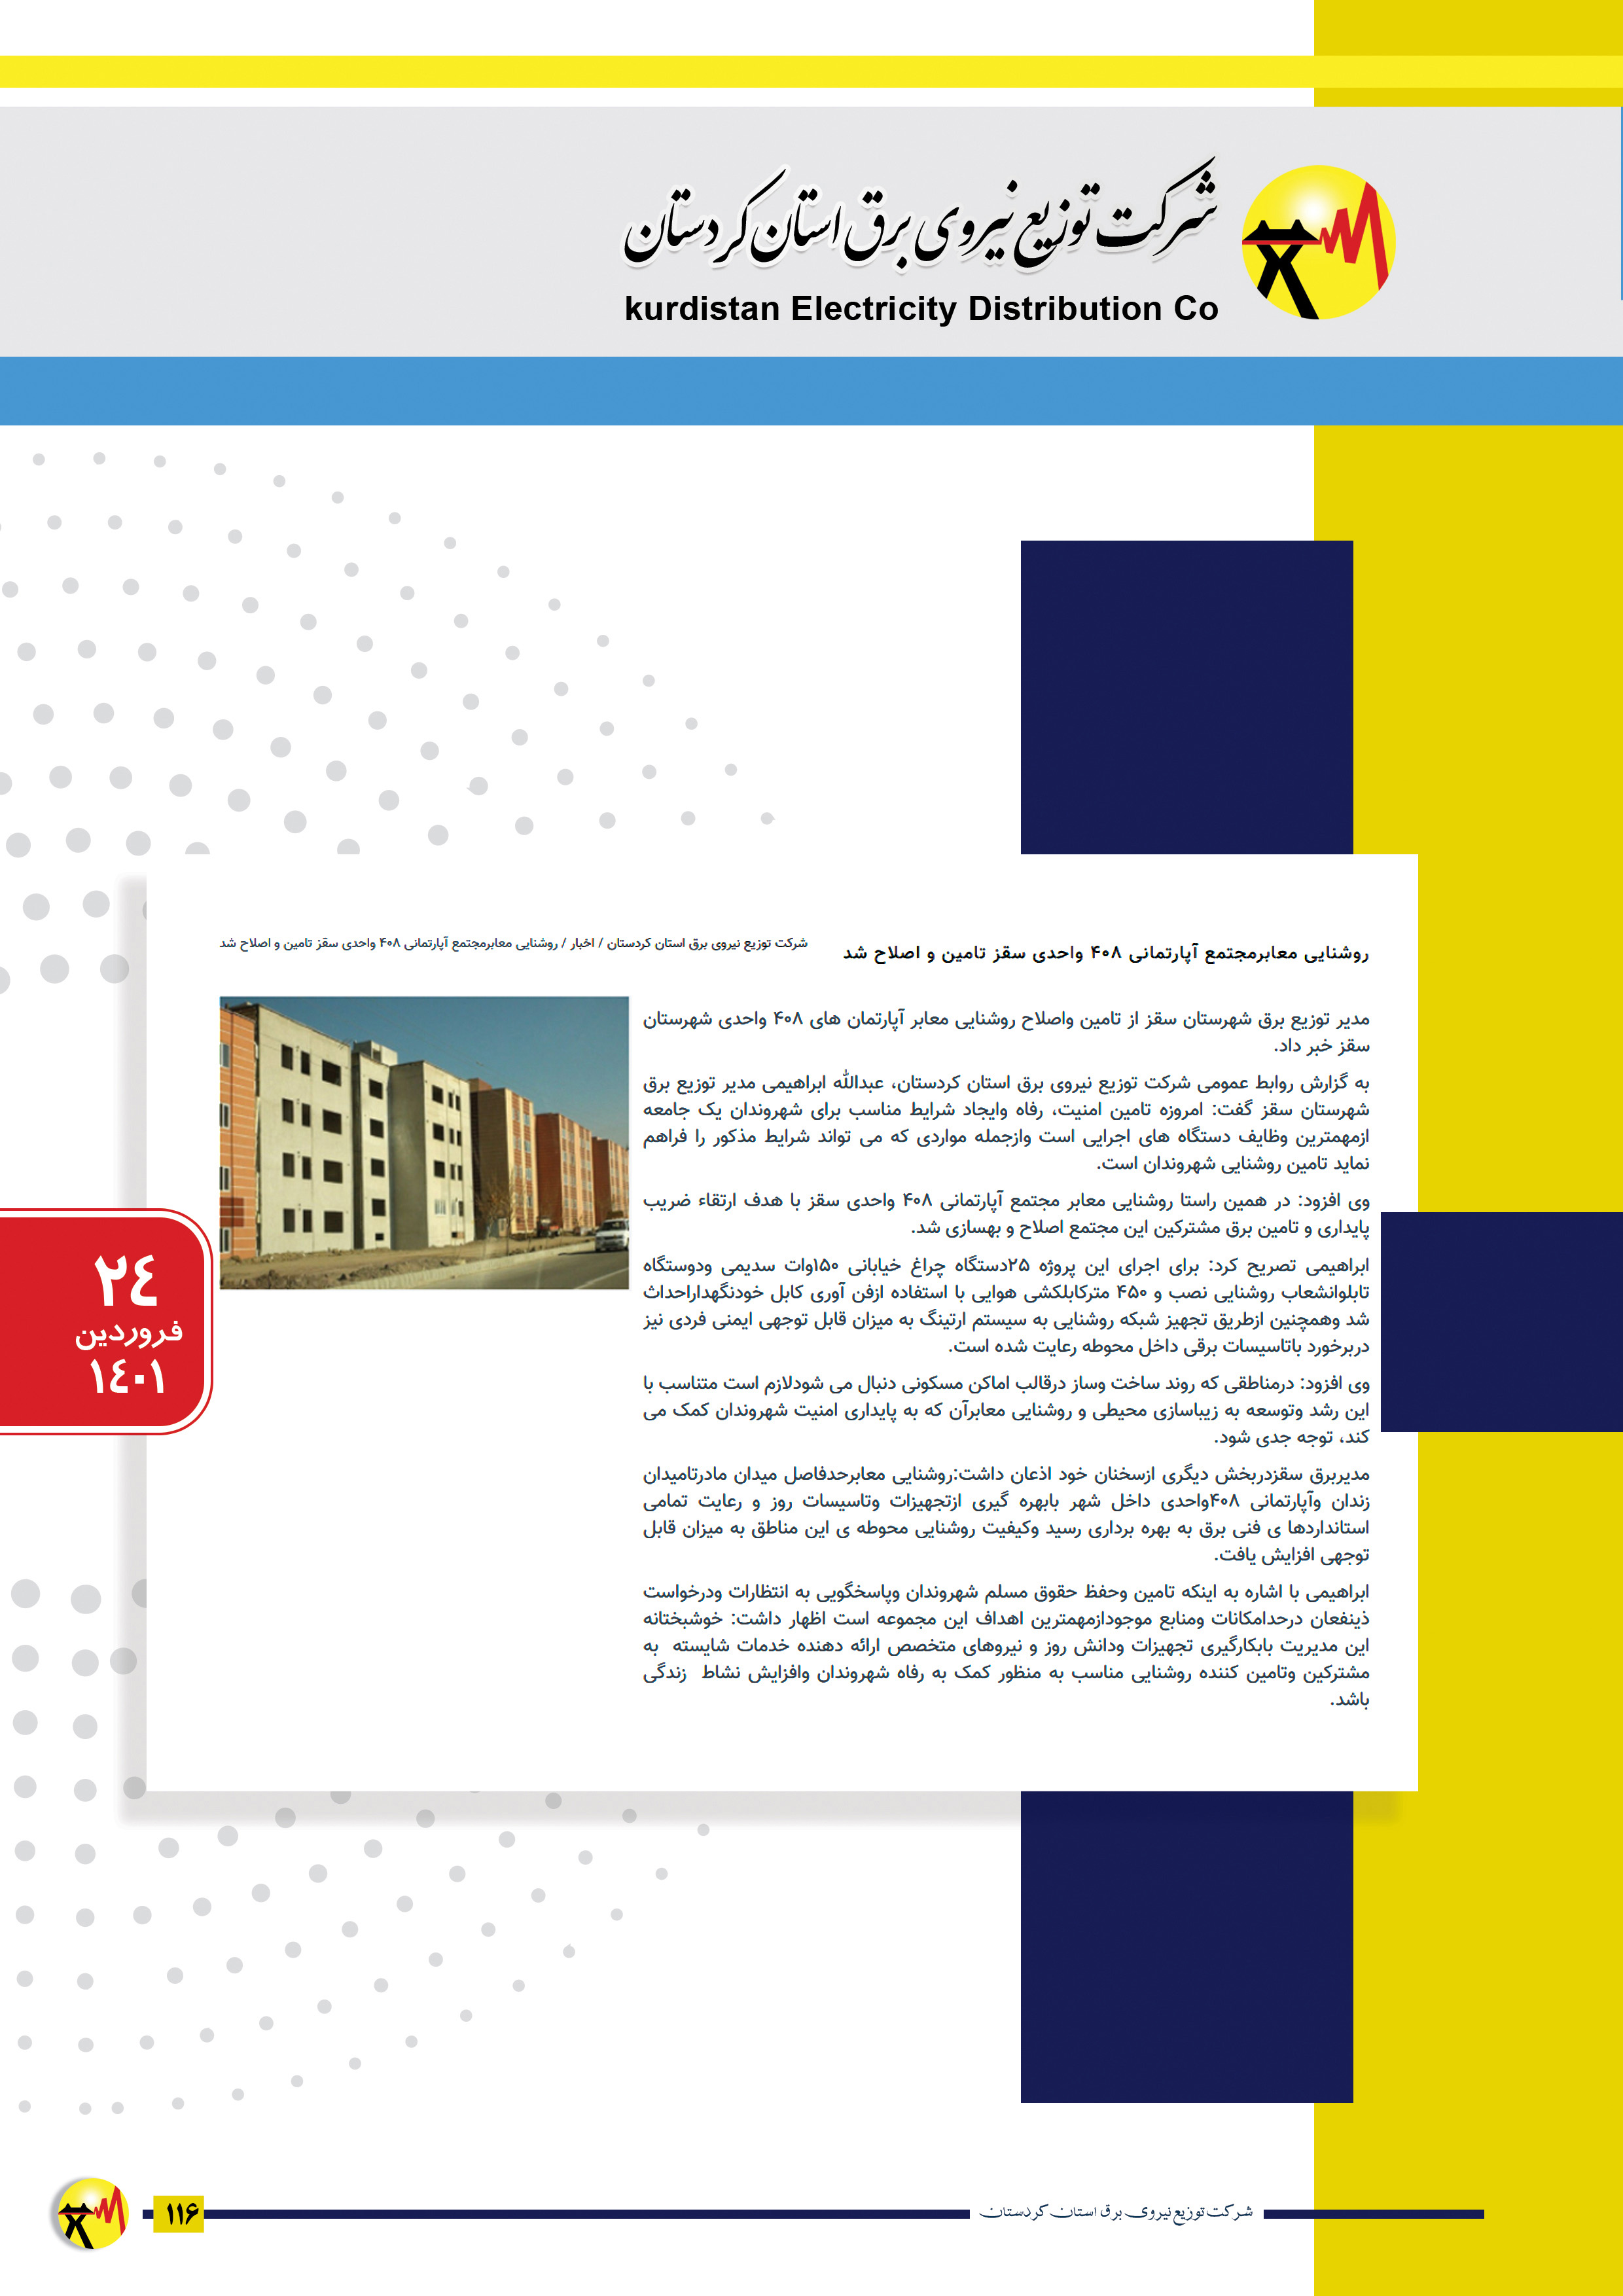 شرکت توزیع نیروی برق استان کردستان
kurdistan Electricity Distribution Co
روشنایی معابرمجتمع آپارتمانی ۴۰۸ واحدی سقز تامین و اصلاح شد
شرکت توزیع نیروی برق استان کردستان / اخبار / روشنایی معابرمجتمع آپارتمانی ۴۰۸ واحدی سقز تامین و اصلاح شد
مدیر توزیع برق شهرستان سقز از تامین واصلاح روشنایی معابر آپارتمان های ۴۰۸ واحدی شهرستان
سقز خبر داد.
به گزارش روابط عمومی شرکت توزیع نیروی برق استان کردستان، عبدالله ابراهیمی مدیر توزیع برق
شهرستان سقز گفت: امروزه تامین امنیت، رفاه وایجاد شرایط مناسب برای شهروندان یک جامعه
ازمهمترین وظایف دستگاه های اجرایی است وازجمله مواردی که می تواند شرایط مذکور را فراهم
نماید تامین روشنایی شهروندان است.
وی افزود: در همین راستا روشنایی معابر مجتمع آپارتمانی ۴۰۸ واحدی سقز با هدف ارتقاء ضریب
پایداری و تامین برق مشترکین این مجتمع اصلاح و بهسازی شد.
ابراهیمی تصریح کرد: برای اجرای این پروژه ۲۵دستگاه چراغ خیابانی ۱۵۰وات سدیمی ودوستگاه
تابلوانشعاب روشنایی نصب و ۴۵۰ مترکابلکشی هوایی با استفاده ازفن آوری کابل خودنگهداراحداث
شد وهمچنین ازطریق تجهیز شبکه روشنایی به سیستم ارتینگ به میزان قابل توجهی ایمنی فردی نیز
دربرخورد باتاسیسات برقی داخل محوطه رعایت شده است.
وی افزود: درمناطقی که روند ساخت وساز درقالب اماکن مسکونی دنبال می شودلازم است متناسب با
این رشد وتوسعه به زیباسازی محیطی و روشنایی معابرآن که به پایداری امنیت شهروندان کمک می
کند، توجه جدی شود.
مدیربرق سقزدربخش دیگری ازسخنان خود اذعان داشت:روشنایی معابرحدفاصل میدان مادرتامیدان
زندان وآپارتمانی ۴۰۸واحدی داخل شهر بابهره گیری ازتجهیزات وتاسیسات روز و رعایت تمامی
استانداردها ی فنی برق به بهره برداری رسید وکیفیت روشنایی محوطه ی این مناطق به میزان قابل
توجهی افزایش یافت.
ابراهیمی با اشاره به اینکه تامین وحفظ حقوق مسلم شهروندان وپاسخگویی به انتظارات ودرخواست
ذینفعان درحدامکانات ومنابع موجودازمهمترین اهداف این مجموعه است اظهار داشت: خوشبختانه
این مدیریت بابکارگیری تجهیزات ودانش روز و نیروهای متخصص ارائه دهنده خدمات شایسته به
مشترکین وتامین کننده روشنایی مناسب به منظور کمک به رفاه شهروندان وافزایش نشاط زندگی
باشد.
٢٤
فروردین
١٤٠١
شرکت توزیع نیروی برق استان کردستان
۱۱۶